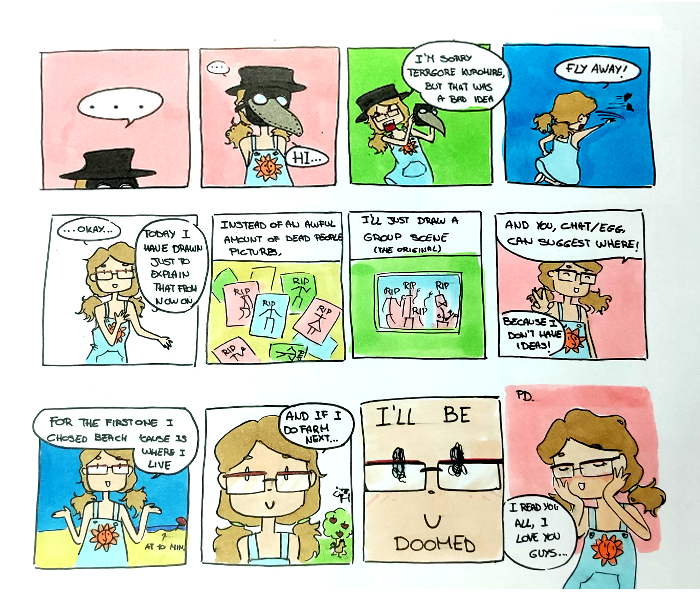 ...
...
HI...
I'M SORRY
TERRGORE KUROHIRE,
BUT THAT WAS
A BAD IDEA
FLY AWAY!
...OKAY...
TODAY I
HAVE DRAWN
JUST TO
EXPLAIN
THAT FROM
NOW ON
INSTEAD OF AN AWFUL
AMOUNT OF DEAD PEOPLE
PICTURES,
RIP
RIP
RIP
RIP
I'LL JUST DRAW A
GROUP SCENE
(THE ORIGINAL)
RIP
RIP
RIP
RIP
AND YOU, CHAT/EGG,
CAN SUGGEST WHERE!
BECAUSE I
DON'T HAVE
IDEAS!
FOR THE FIRST ONE I
CHOSED BEACH 'CAUSE IS
WHERE I
LIVE
AT 10 MIN.
AND IF I
DO FARM
NEXT...
I'LL BE
DOOMED
PD.
I READ YOU
ALL, I
LOVE YOU
GUYS...